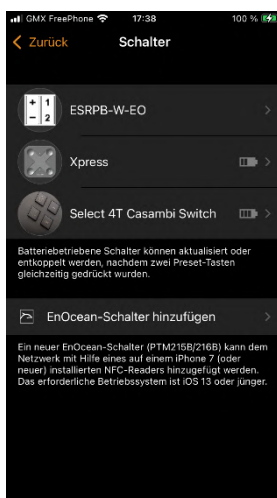 GMX FreePhone 17:38 100 %
Zurück Schalter
+ 1
- 2
ESRPB-W-EO
Xpress
Select 4T Casambi Switch
Batteriebetriebene Schalter können aktualisiert oder
entkoppelt werden, nachdem zwei Preset-Tasten
gleichzeitig gedrückt wurden.
EnOcean-Schalter hinzufügen
Ein neuer EnOcean-Schalter (PTM215B/216B) kann dem
Netzwerk mit Hilfe eines auf einem iPhone 7 (oder
neuer) installierten NFC-Readers hinzugefügt werden.
Das erforderliche Betriebssystem ist iOS 13 oder jünger.